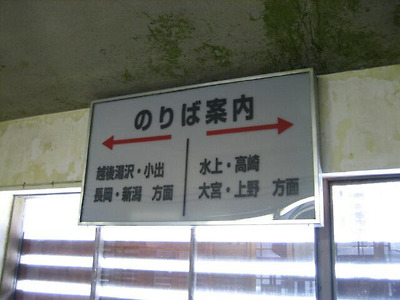 のりば案内
越後湯沢・小出
長岡・新潟 方面
水上・高崎
大宮・上野 方面